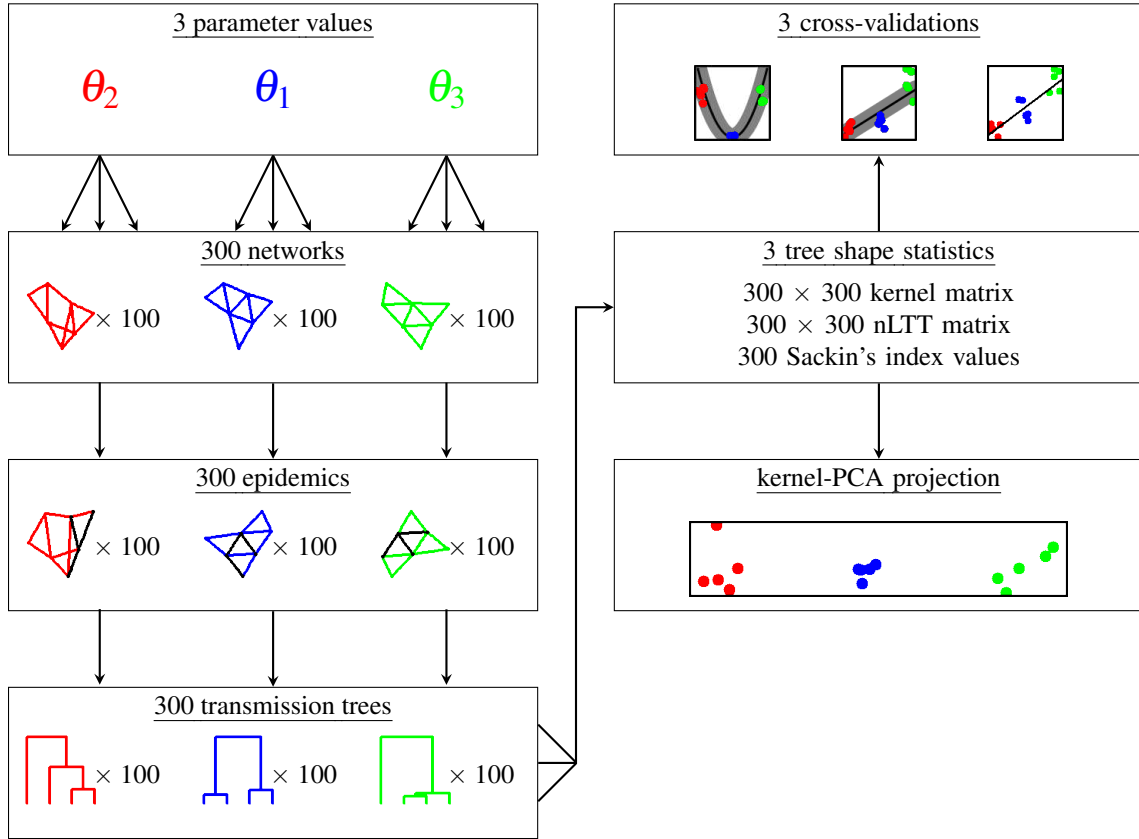 3 parameter values
θ2 θ1 θ3
300 networks
× 100 × 100 × 100
300 epidemics
× 100 × 100 × 100
300 transmission trees
× 100 × 100 × 100
3 cross-validations
3 tree shape statistics
300 × 300 kernel matrix
300 × 300 nLTT matrix
300 Sackin's index values
kernel-PCA projection